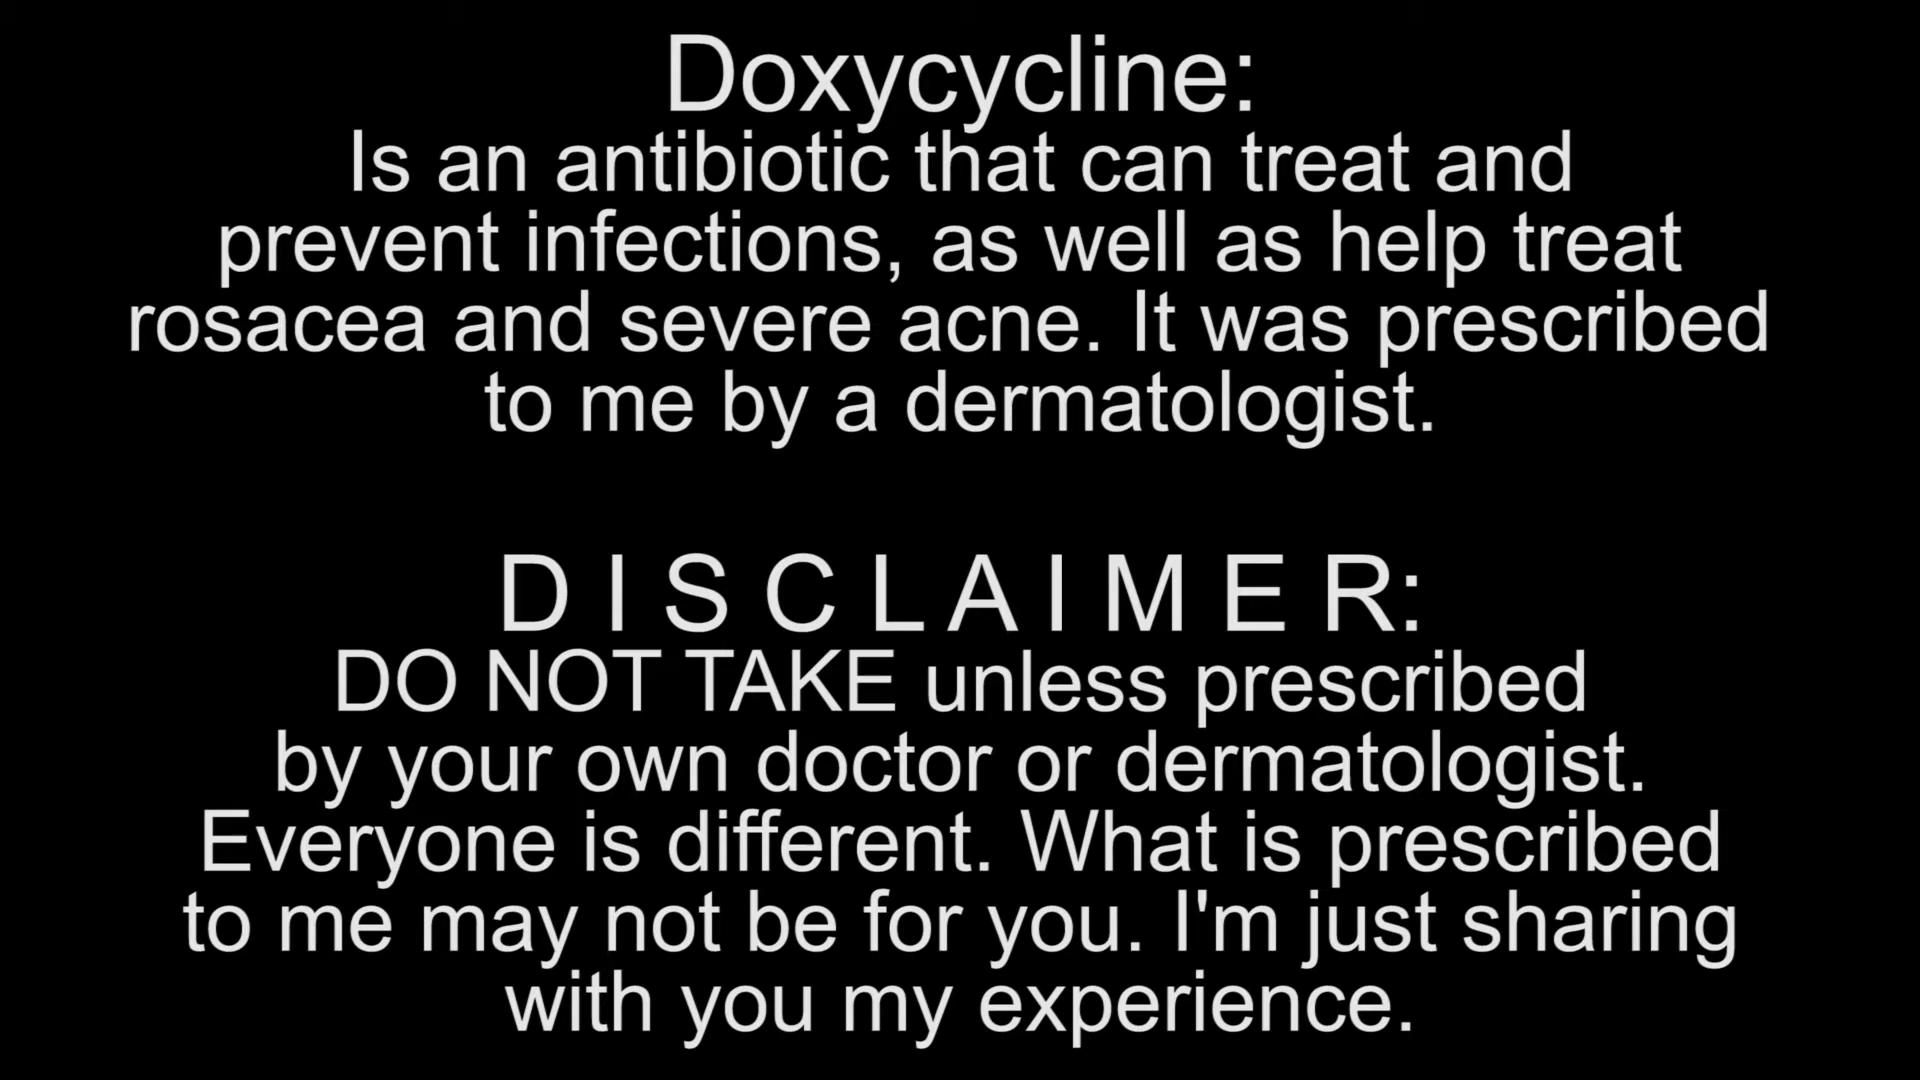 Doxycycline:
Is an antibiotic that can treat and
prevent infections, as well as help treat
rosacea and severe acne. It was prescribed
to me by a dermatologist.
D I S C L A I M E R:
DO NOT TAKE unless prescribed
by your own doctor or dermatologist.
Everyone is different. What is prescribed
to me may not be for you. I'm just sharing
with you my experience.